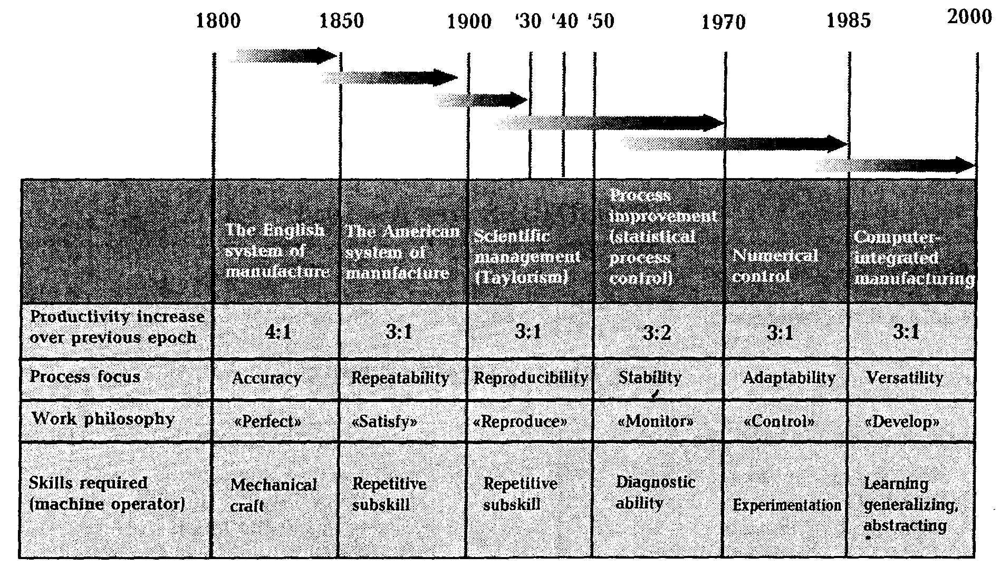 1800 1850 1900 ‘30 ‘40 ‘50 1970 1985 2000
The English
system of
manufacture
The American
system of
manufacture
Scientific
management
(Taylorism)
Process
improvement
(statistical
process
control)
Numerical
control
Computer-
integrated
manufacturing
Productivity increase
over previous epoch
4:1 3:1 3:1 3:2 3:1 3:1
Process focus Accuracy Repeatability Reproducibility Stability Adaptability Versatility
Work philosophy «Perfect» «Satisfy» «Reproduce» «Monitor» «Control» «Develop»
Skills required
(machine operator)
Mechanical
craft
Repetitive
subskill
Repetitive
subskill
Diagnostic
ability
Experimentation
Learning
generalizing,
abstracting